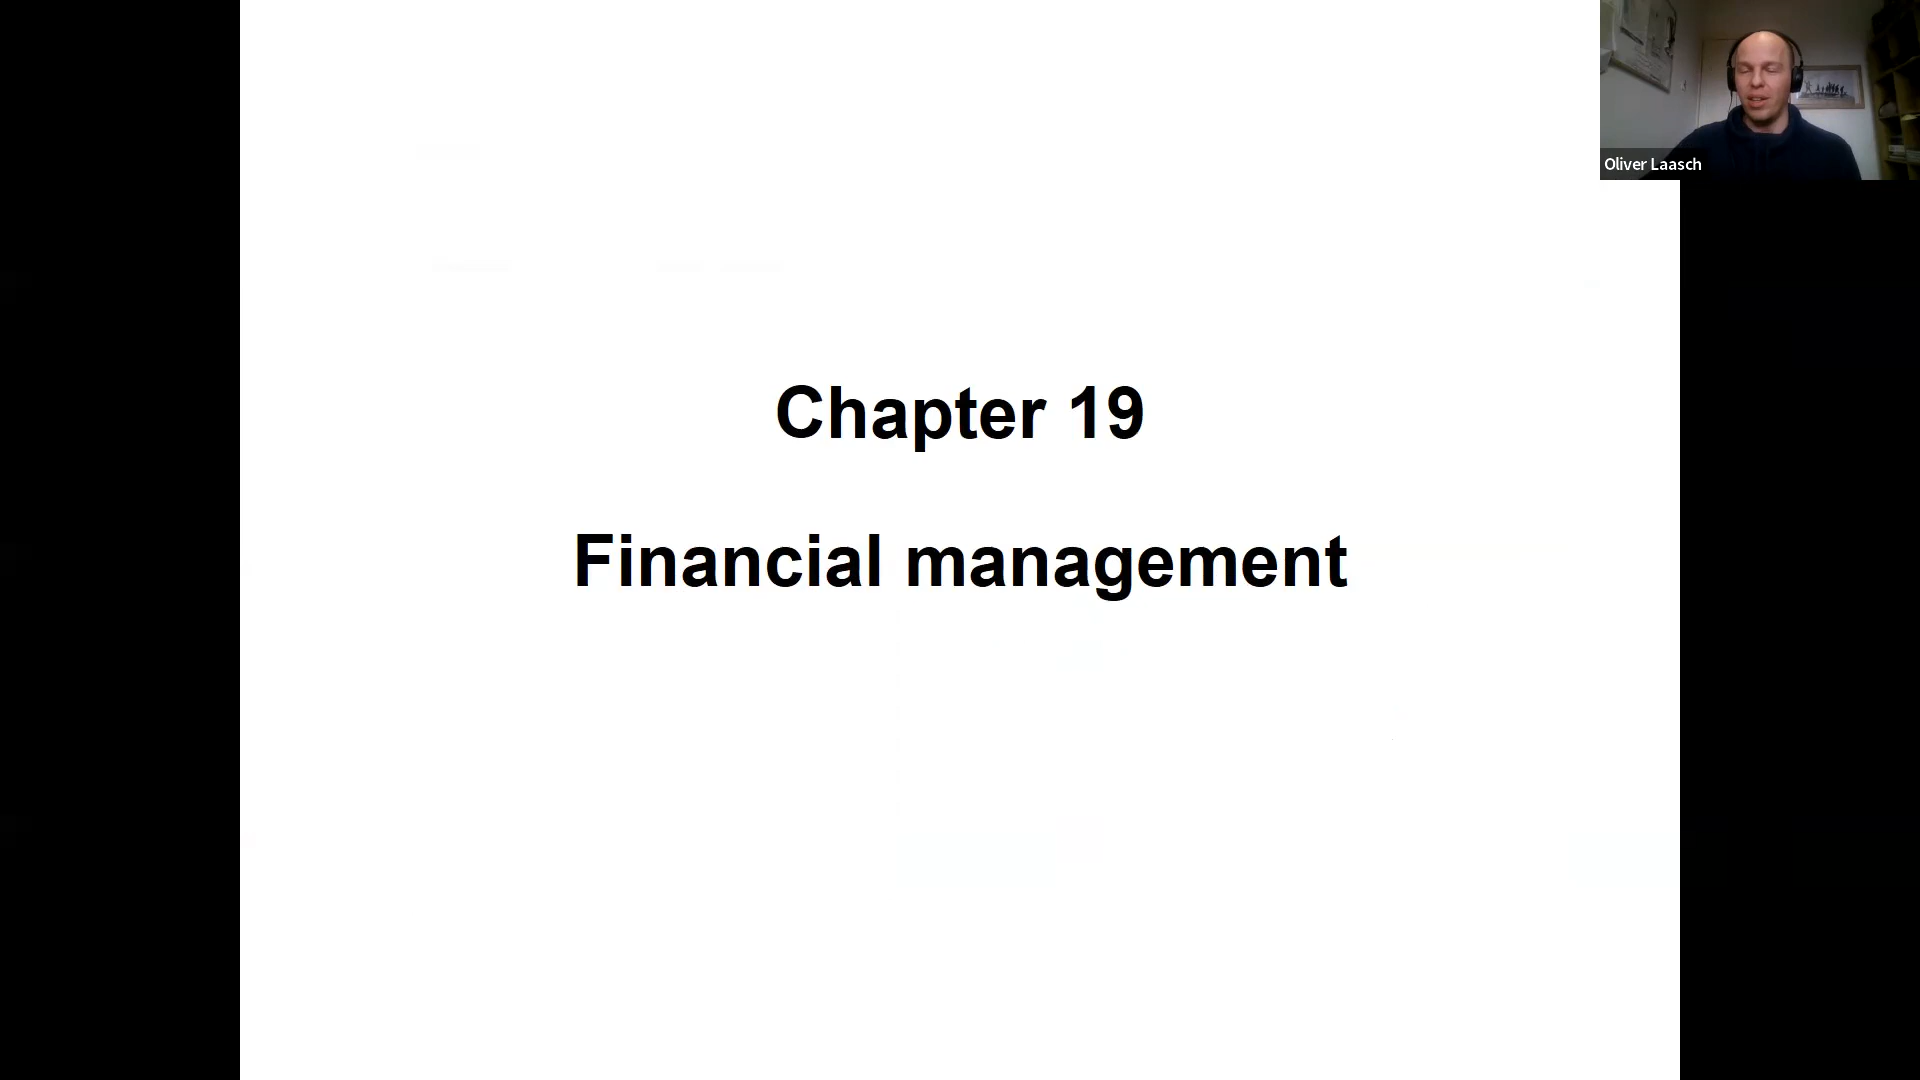 Oliver Laasch
Chapter 19
Financial management